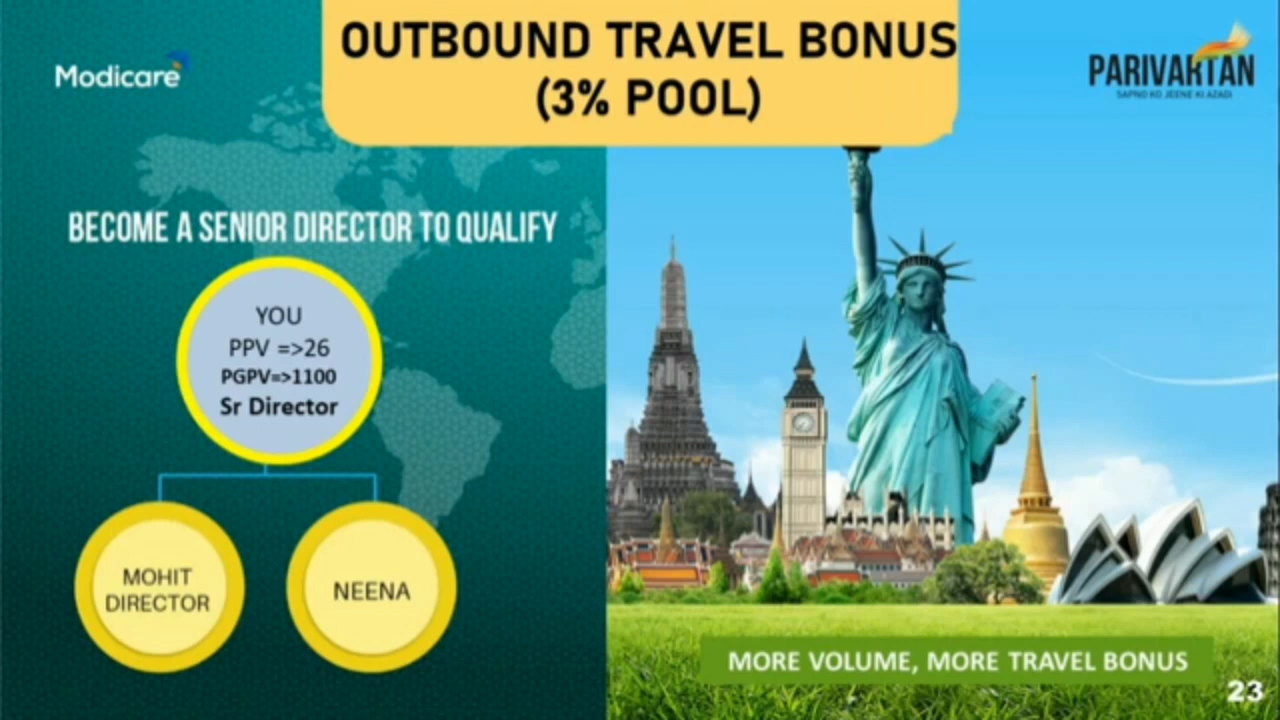 Modicare
OUTBOUND TRAVEL BONUS
(3% POOL)
PARIVARTAN
SAPNO KO JEENE KI AZADI
BECOME A SENIOR DIRECTOR TO QUALIFY
YOU
PPV =>26
PGPV=>1100
Sr Director
MOHIT
DIRECTOR
NEENA
MORE VOLUME, MORE TRAVEL BONUS
23